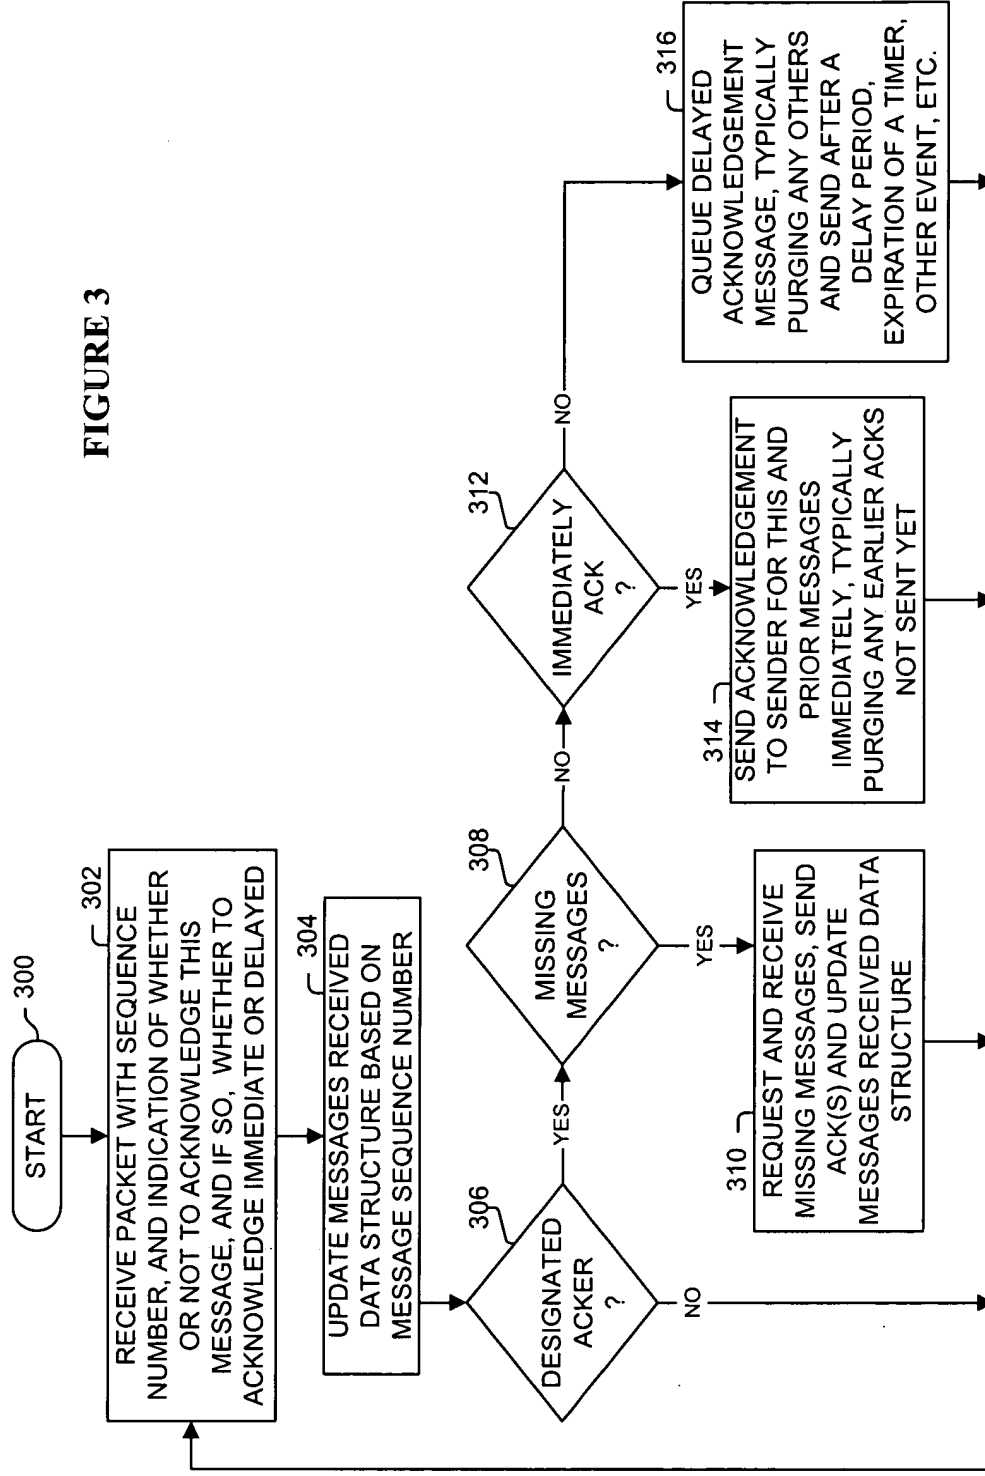 FIGURE 3
START
300
302
RECEIVE PACKET WITH SEQUENCE
NUMBER, AND INDICATION OF WHETHER
OR NOT TO ACKNOWLEDGE THIS
MESSAGE, AND IF SO, WHETHER TO
ACKNOWLEDGE IMMEDIATE OR DELAYED
304
UPDATE MESSAGES RECEIVED
DATA STRUCTURE BASED ON
MESSAGE SEQUENCE NUMBER
306
DESIGNATED
ACKER
?
YES
NO
308
MISSING
MESSAGES
?
NO
YES
310
REQUEST AND RECEIVE
MISSING MESSAGES, SEND
ACK(S) AND UPDATE
MESSAGES RECEIVED DATA
STRUCTURE
312
IMMEDIATELY
ACK
?
NO
YES
314
SEND ACKNOWLEDGEMENT
TO SENDER FOR THIS AND
PRIOR MESSAGES
IMMEDIATELY, TYPICALLY
PURGING ANY EARLIER ACKS
NOT SENT YET
316
QUEUE DELAYED
ACKNOWLEDGEMENT
MESSAGE, TYPICALLY
PURGING ANY OTHERS
AND SEND AFTER A
DELAY PERIOD,
EXPIRATION OF A TIMER,
OTHER EVENT, ETC.